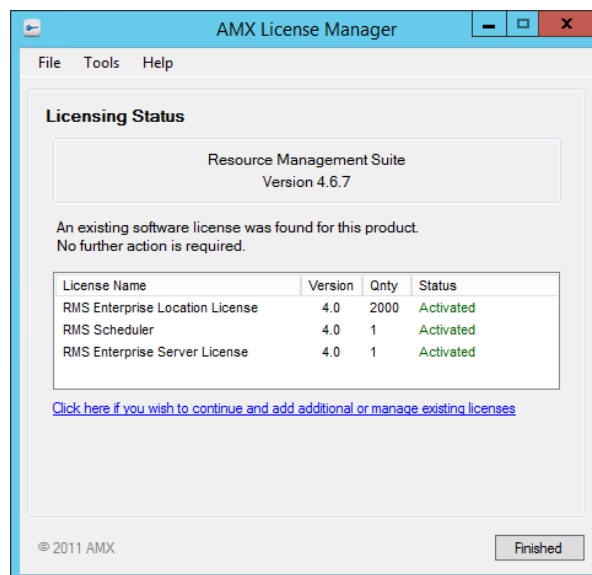 AMX License Manager
File Tools Help
Licensing Status
Resource Management Suite
Version 4.6.7
An existing software license was found for this product.
No further action is required.
License Name Version Qnty Status
RMS Enterprise Location License 4.0 2000 Activated
RMS Scheduler 4.0 1 Activated
RMS Enterprise Server License 4.0 1 Activated
Click here if you wish to continue and add additional or manage existing licenses
© 2011 AMX
Finished